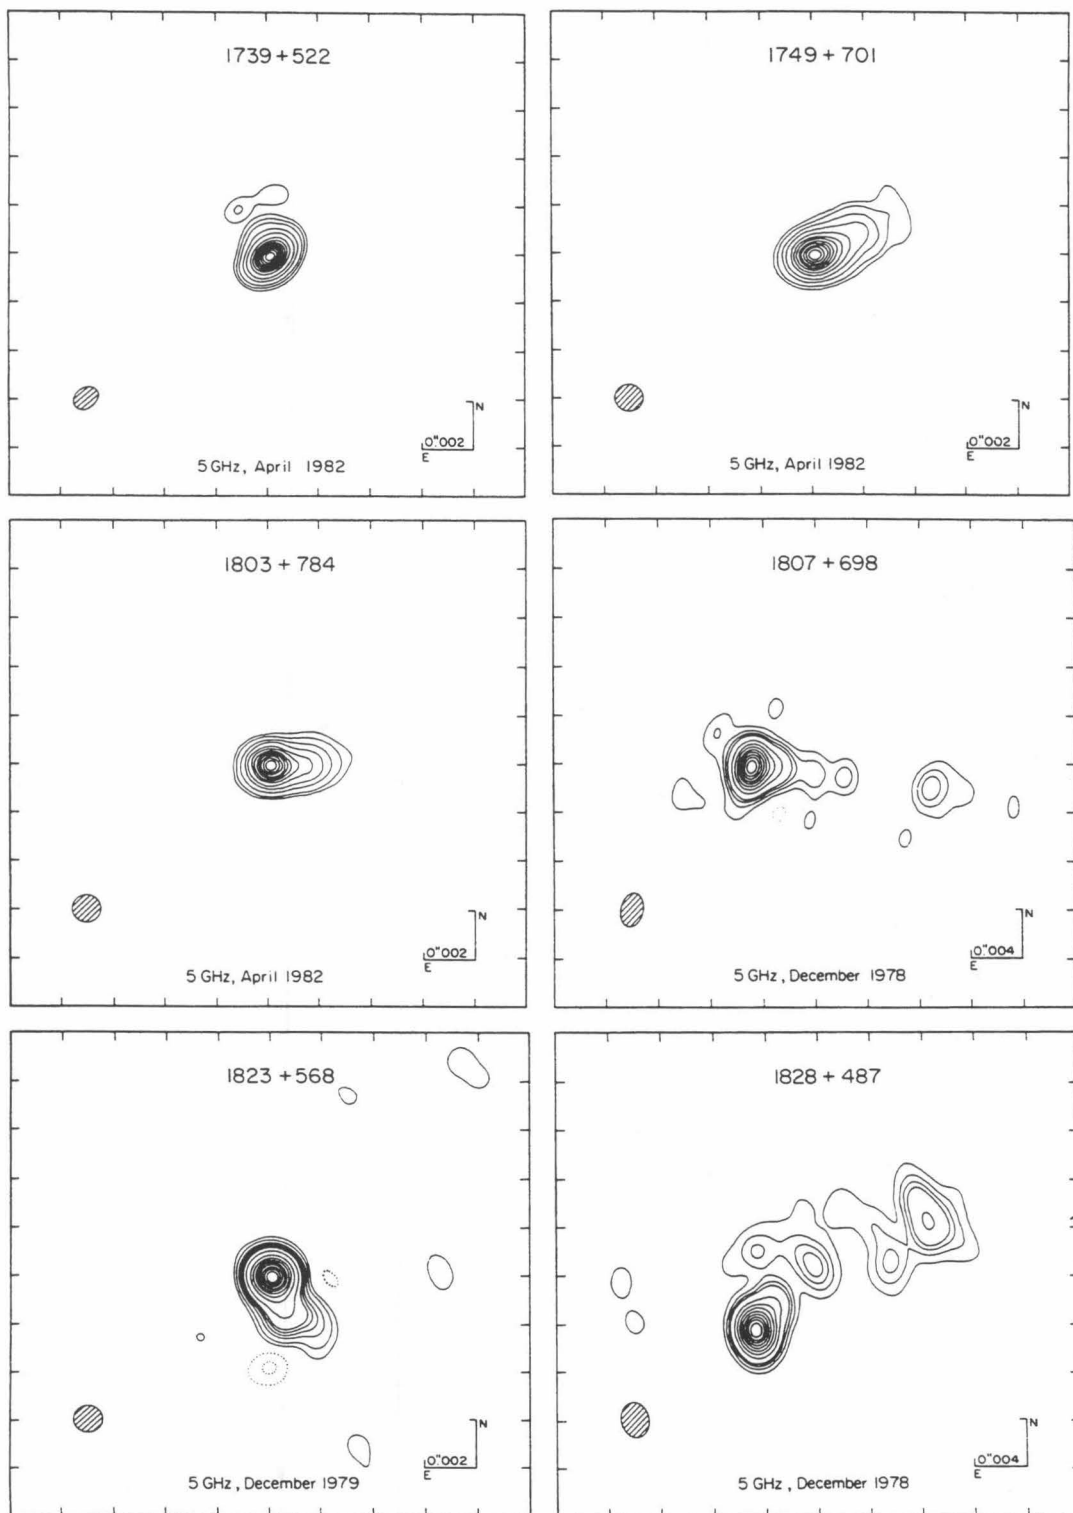 1739+522
N
0".002
E
5 GHz, April 1982
1749+701
N
0".002
E
5 GHz, April 1982
1803 + 784
N
0".002
E
5 GHz, April 1982
1807 + 698
N
0".004
E
5 GHz, December 1978
1823 + 568
N
0".002
E
5 GHz, December 1979
1828 + 487
N
0".004
E
5 GHz, December 1978